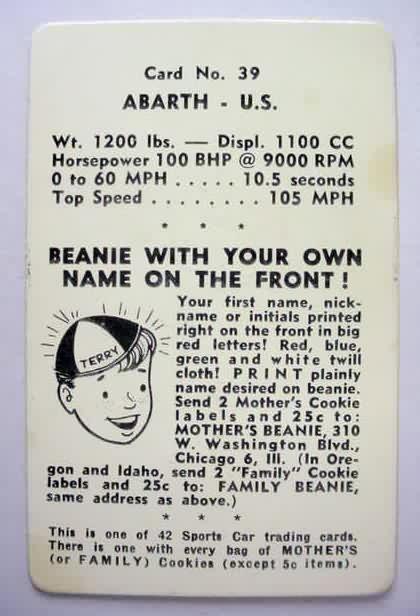 Card No. 39
ABARTH - U.S.
Wt. 1200 lbs. — Displ. 1100 CC
Horsepower 100 BHP @ 9000 RPM
0 to 60 MPH . . . . . 10.5 seconds
Top Speed . . . . . . . . 105 MPH
* * *
BEANIE WITH YOUR OWN
NAME ON THE FRONT!
TERRY
Your first name, nick-
name or initials printed
right on the front in big
red letters! Red, blue,
green and white twill
cloth! PRINT plainly
name desired on beanie.
Send 2 Mother's Cookie
labels and 25c to:
MOTHER'S BEANIE, 310
W. Washington Blvd.,
Chicago 6, Ill. (In Ore-
gon and Idaho, send 2 "Family" Cookie
labels and 25c to: FAMILY BEANIE,
same address as above.)
* * *
This is one of 42 Sports Car trading cards.
There is one with every bag of MOTHER'S
(or FAMILY) Cookies (except 5c items).